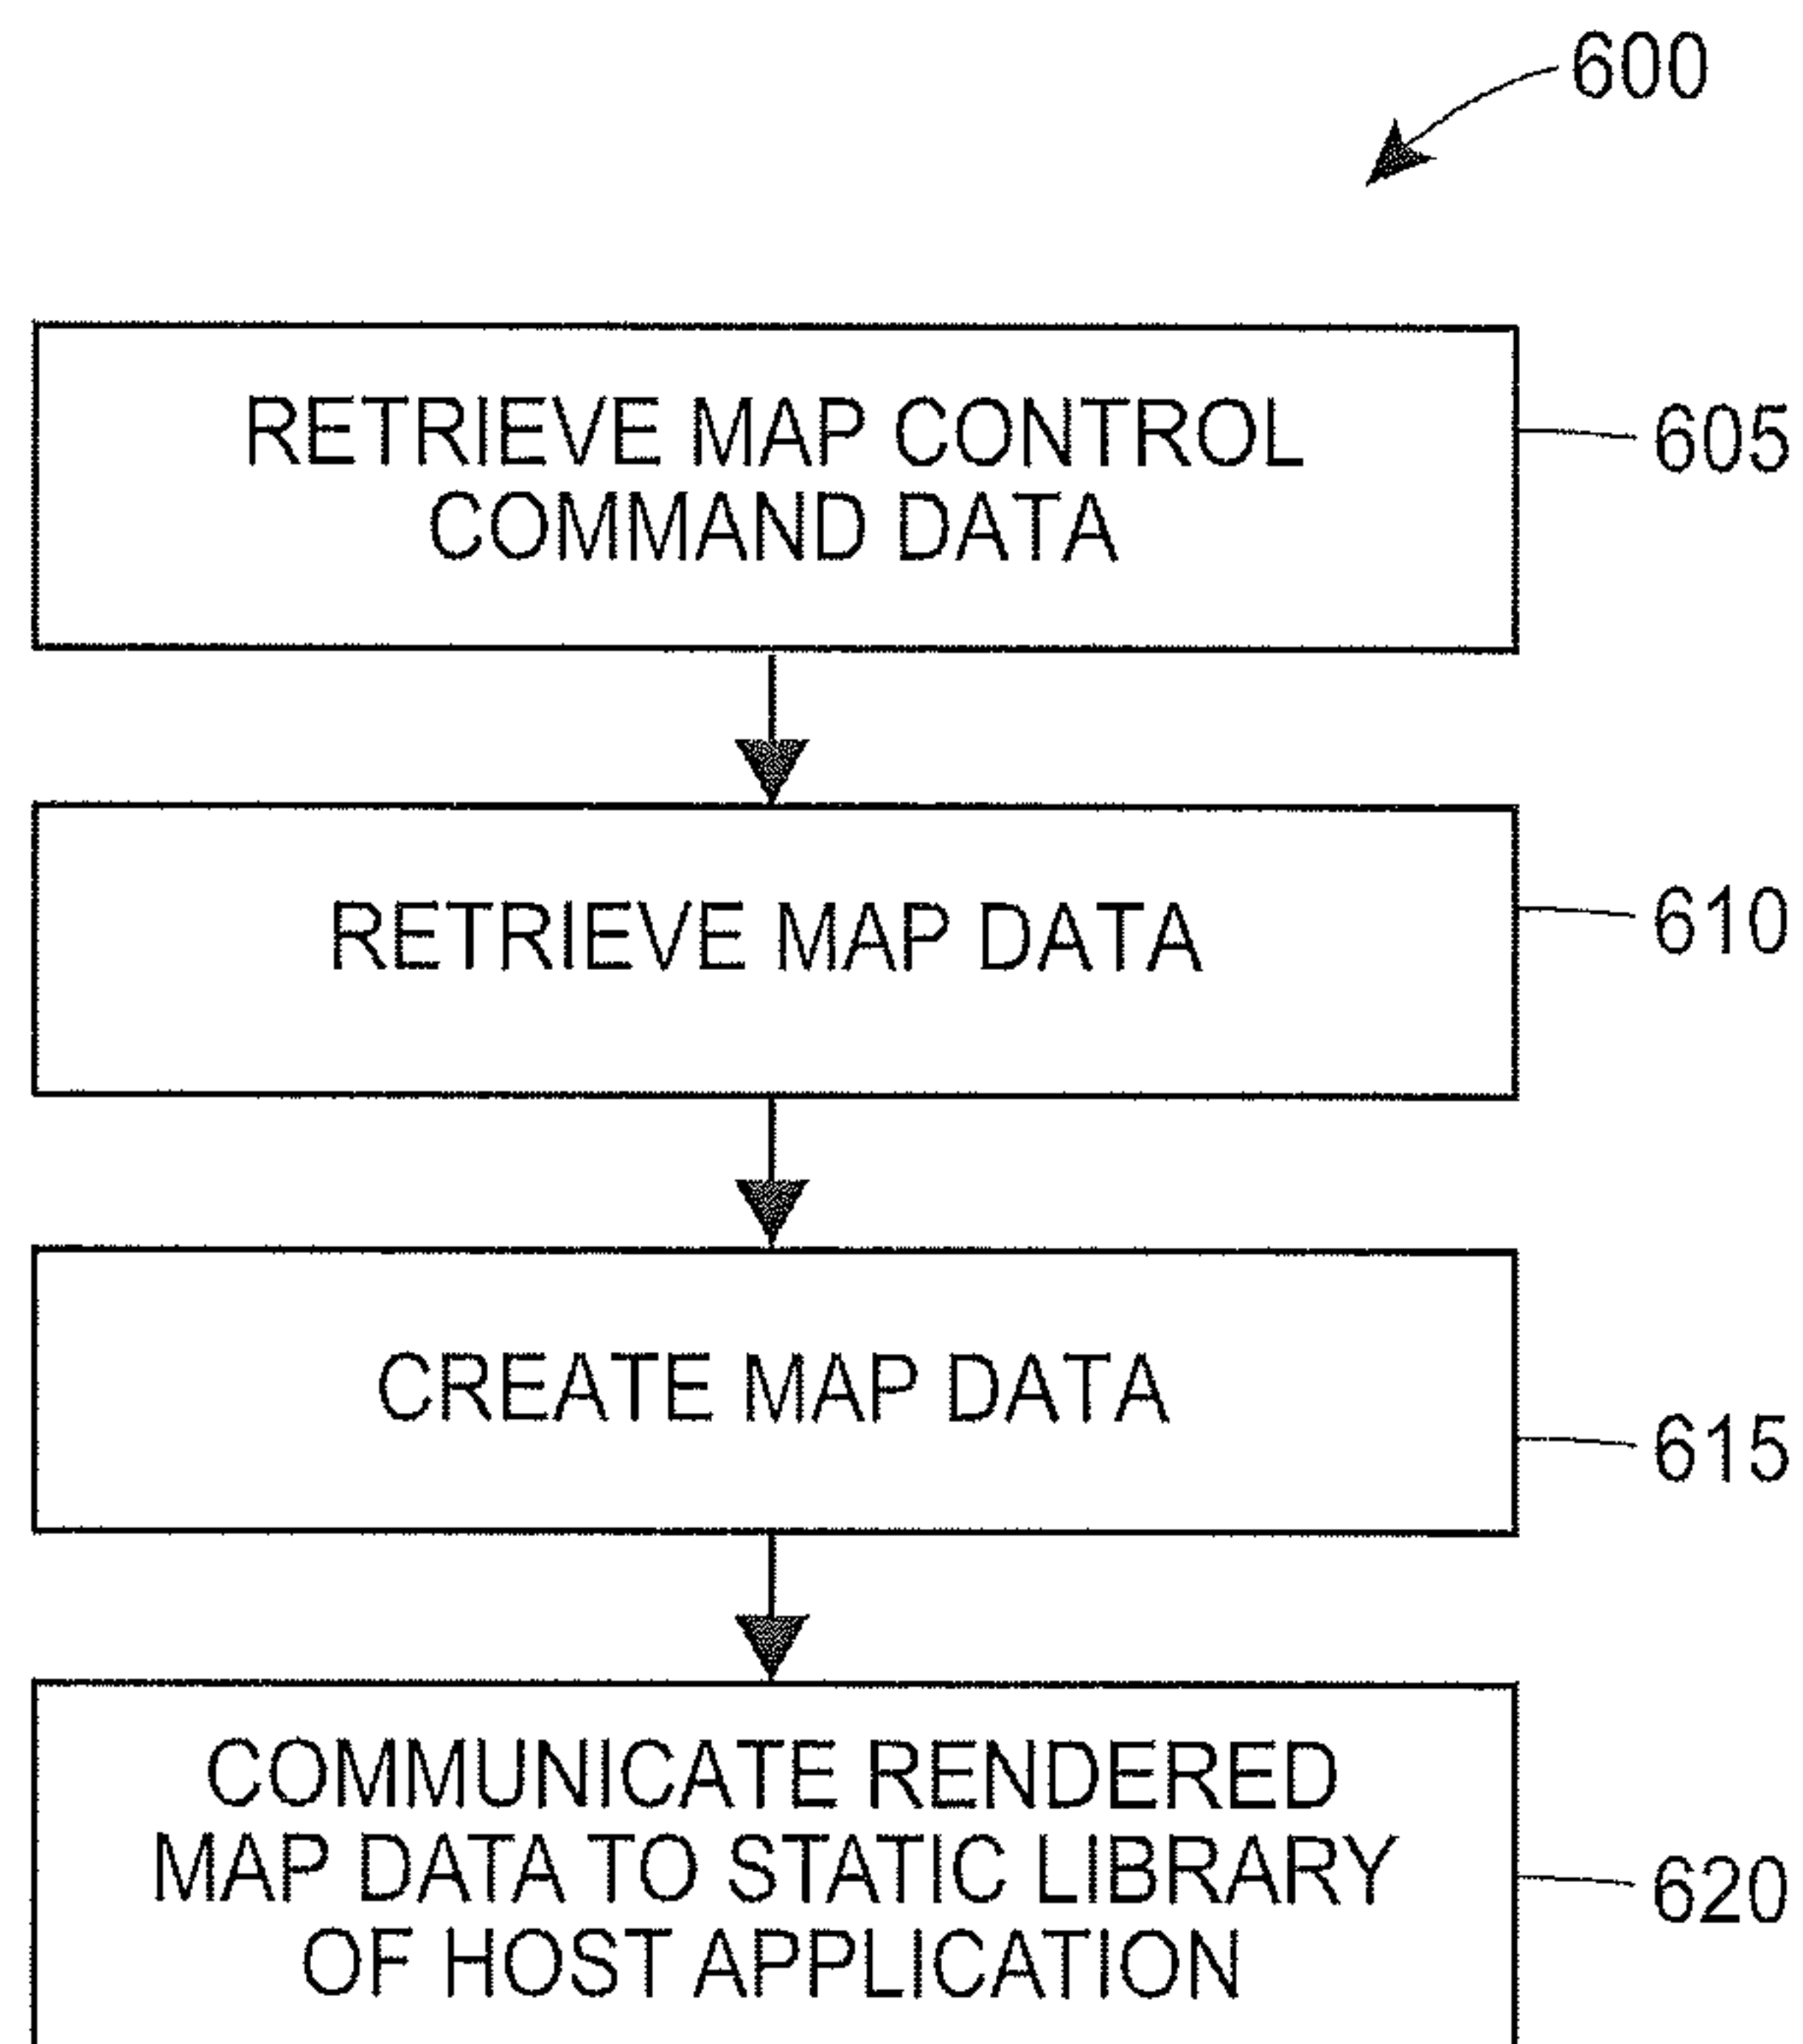 600
RETRIEVE MAP CONTROL
COMMAND DATA
605
RETRIEVE MAP DATA
610
CREATE MAP DATA
615
COMMUNICATE RENDERED
MAP DATA TO STATIC LIBRARY
OF HOST APPLICATION
620